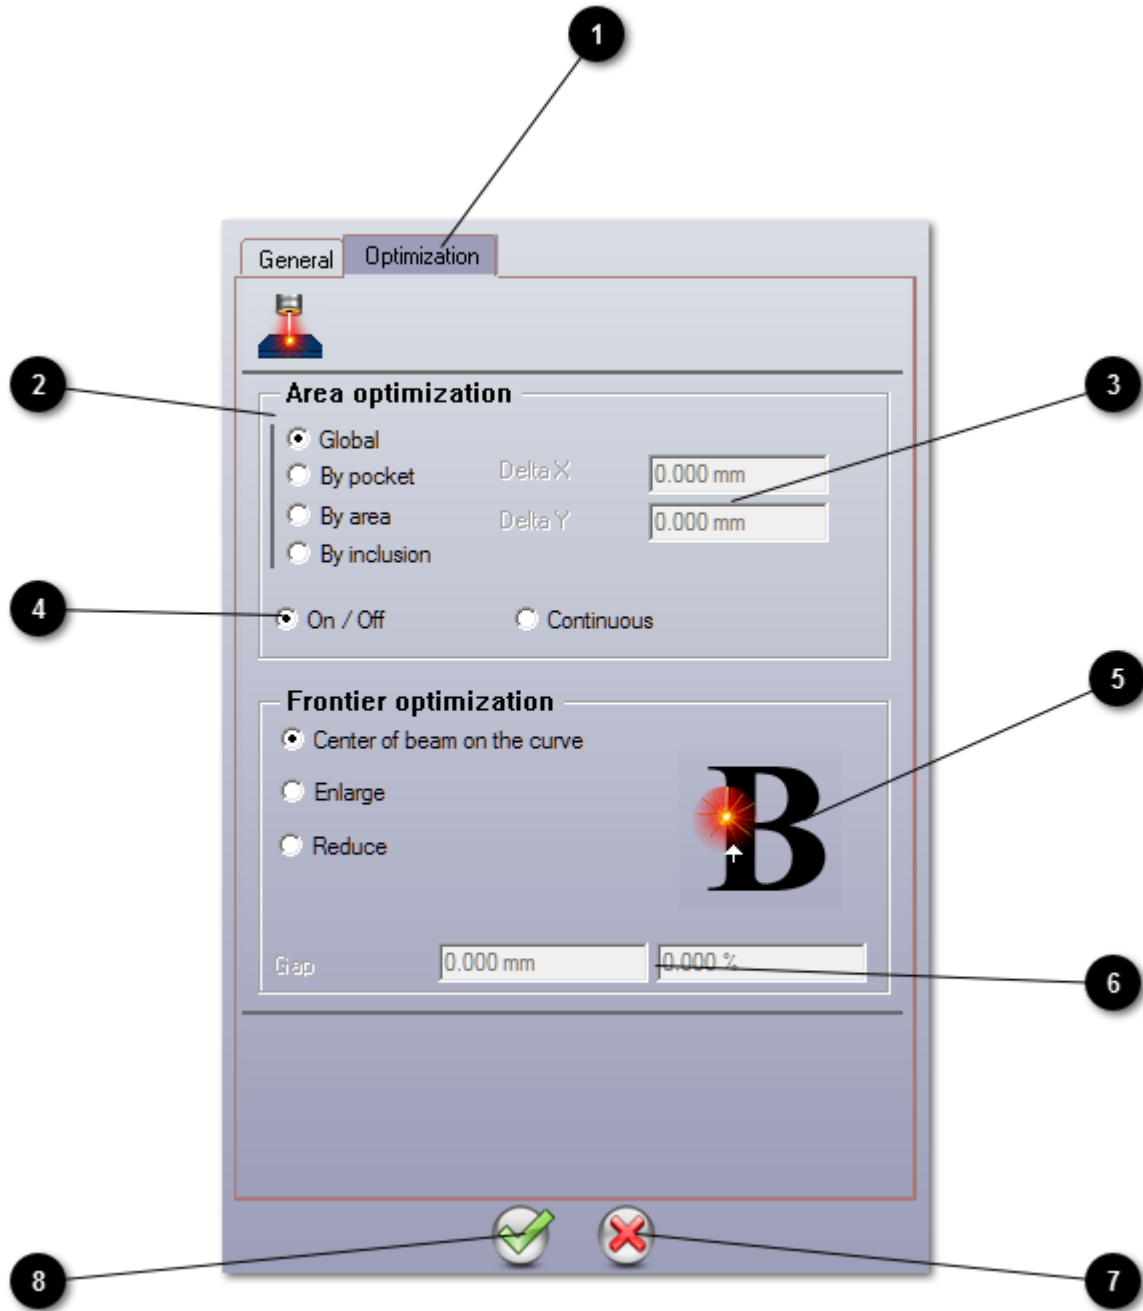 1
General Optimization
2 Area optimization 3
Global
By pocket Delta X 0.000 mm
By area Delta Y 0.000 mm
By inclusion
4 On / Off Continuous
5
Frontier optimization
Center of beam on the curve
Enlarge
B
Reduce
Gap 0.000 mm 0.000 %
6
8 7